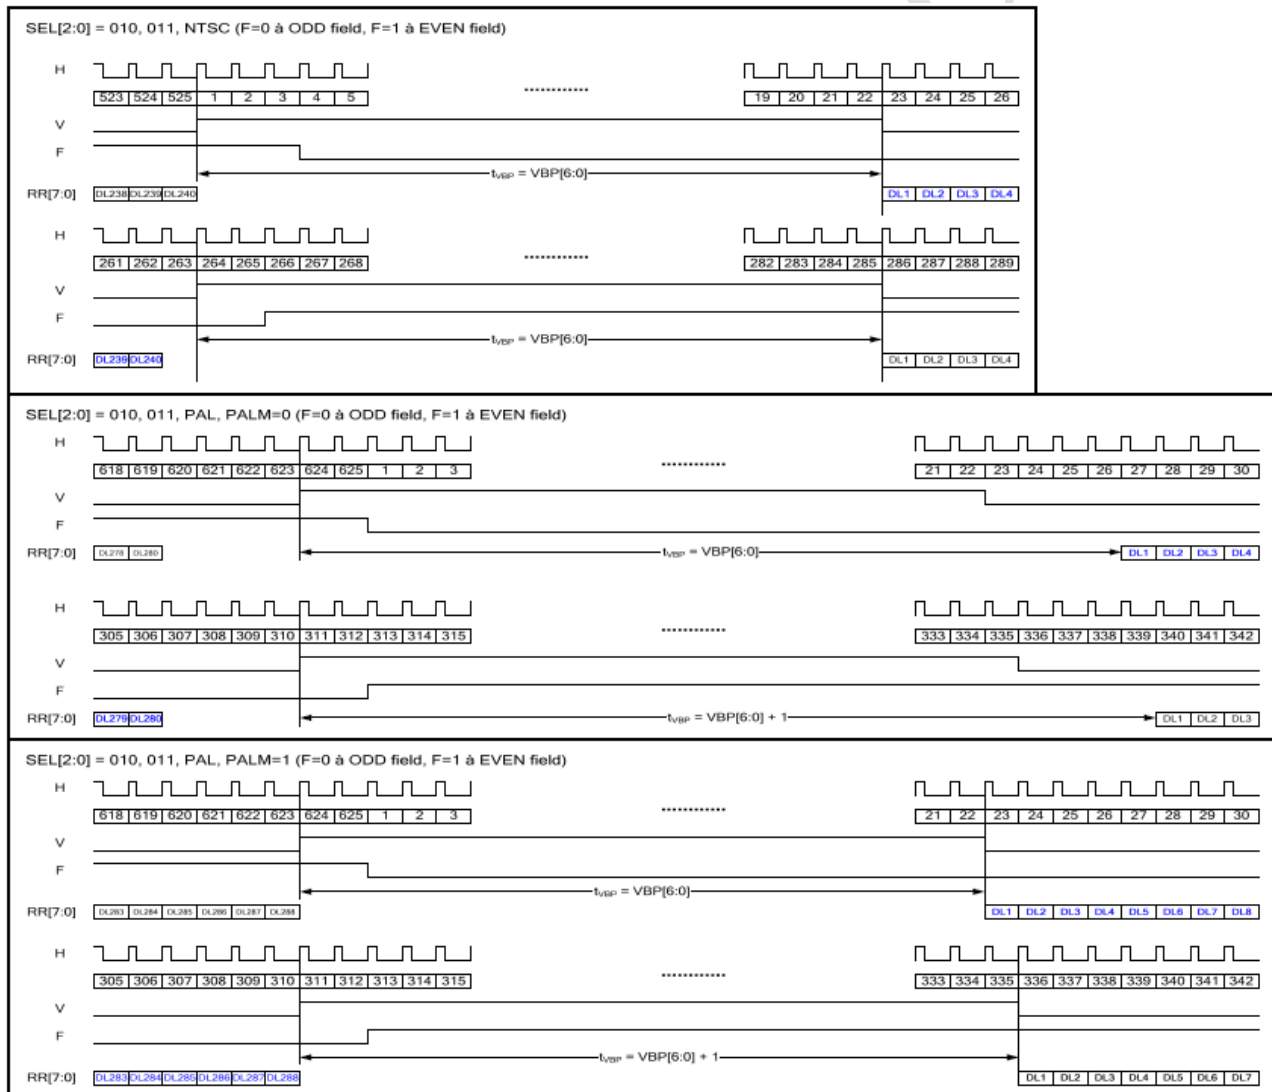 SEL[2:0] = 010, 011, NTSC (F=0 à ODD field, F=1 à EVEN field)
H
523 524 525 1 2 3 4 5 ............ 19 20 21 22 23 24 25 26
V
F
tVBP = VBP[6:0]
RR[7:0] DL238 DL239 DL240 DL1 DL2 DL3 DL4
H
261 262 263 264 265 266 267 268 ............ 282 283 284 285 286 287 288 289
V
F
tVBP = VBP[6:0]
RR[7:0] DL239 DL240 DL1 DL2 DL3 DL4
SEL[2:0] = 010, 011, PAL, PALM=0 (F=0 à ODD field, F=1 à EVEN field)
H
618 619 620 621 622 623 624 625 1 2 3 ............ 21 22 23 24 25 26 27 28 29 30
V
F
RR[7:0] DL278 DL280 tVBP = VBP[6:0] DL1 DL2 DL3 DL4
H
305 306 307 308 309 310 311 312 313 314 315 ............ 333 334 335 336 337 338 339 340 341 342
V
F
RR[7:0] DL279 DL280 tVBP = VBP[6:0] + 1 DL1 DL2 DL3
SEL[2:0] = 010, 011, PAL, PALM=1 (F=0 à ODD field, F=1 à EVEN field)
H
618 619 620 621 622 623 624 625 1 2 3 ............ 21 22 23 24 25 26 27 28 29 30
V
F
tVBP = VBP[6:0]
RR[7:0] DL283 DL284 DL285 DL286 DL287 DL288 DL1 DL2 DL3 DL4 DL5 DL6 DL7 DL8
H
305 306 307 308 309 310 311 312 313 314 315 ............ 333 334 335 336 337 338 339 340 341 342
V
F
tVBP = VBP[6:0] + 1
RR[7:0] DL283 DL284 DL285 DL286 DL287 DL288 DL1 DL2 DL3 DL4 DL5 DL6 DL7